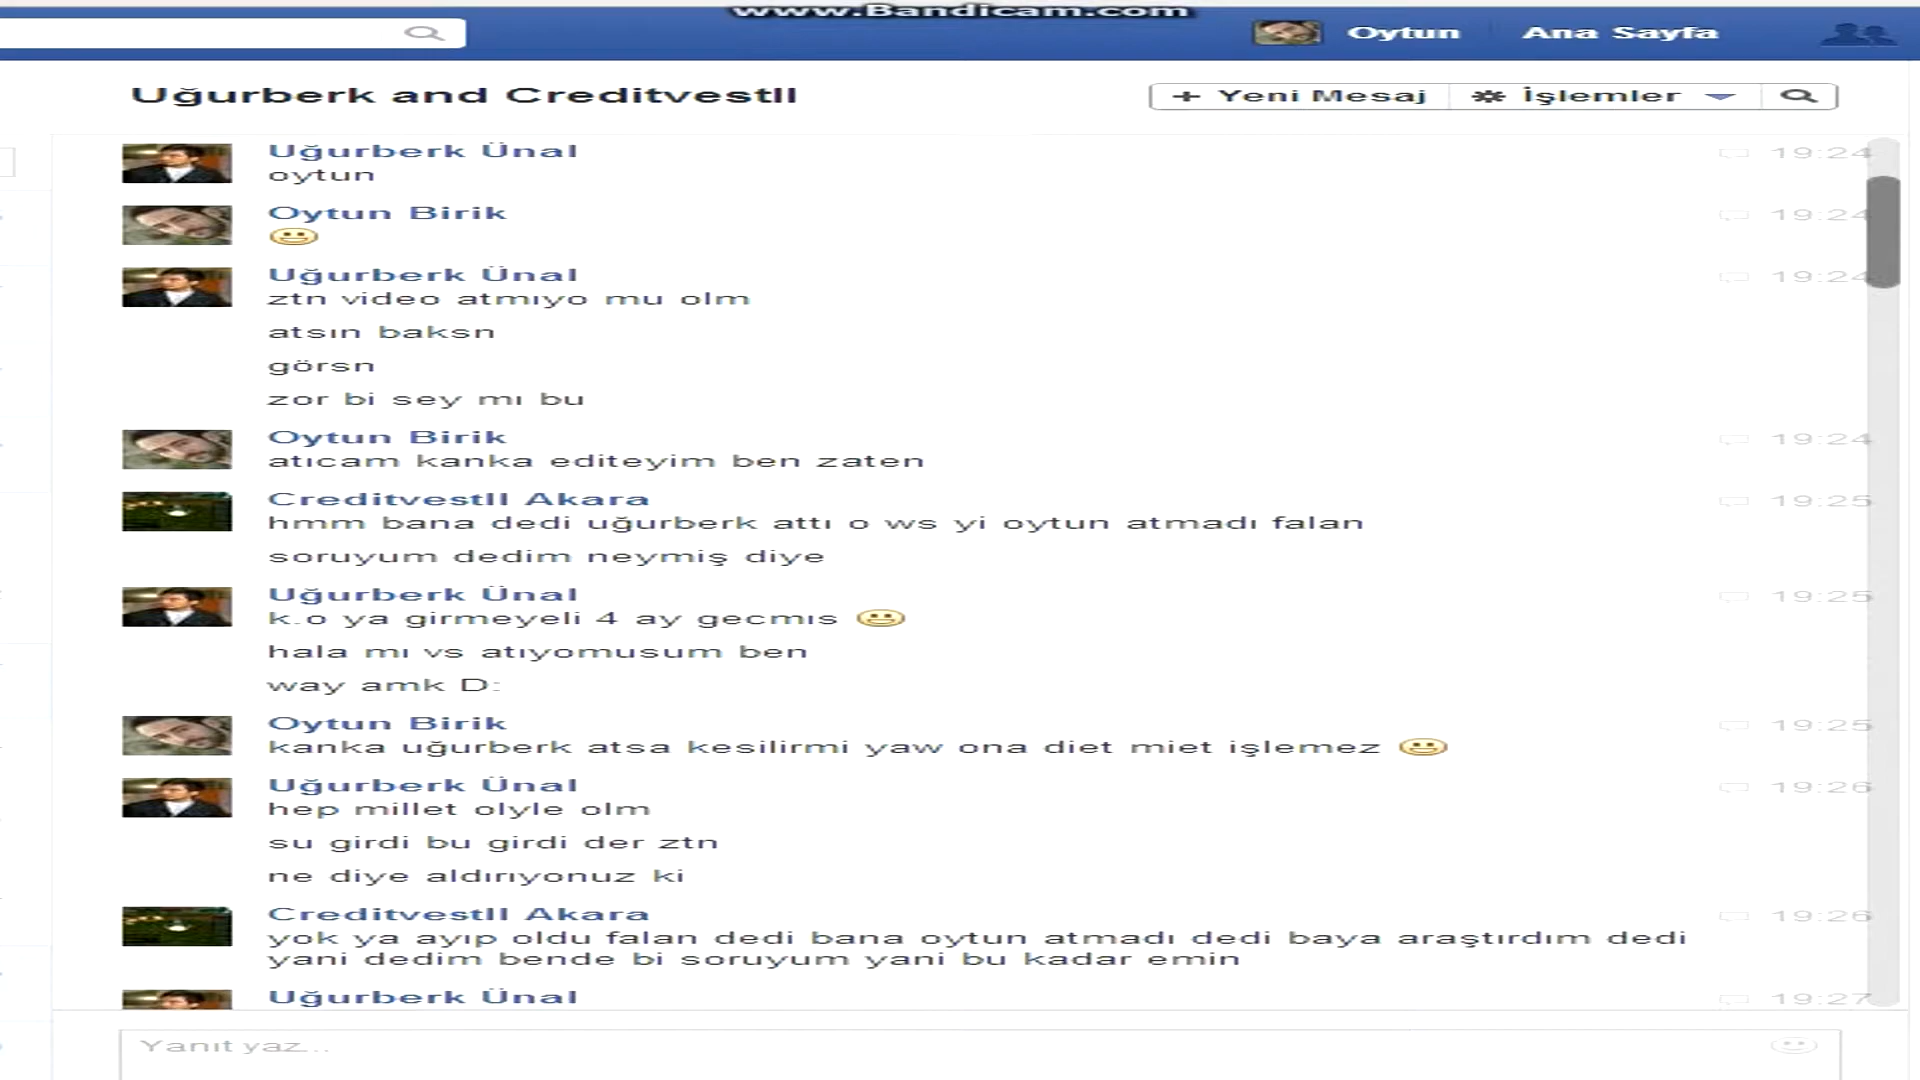 www.Bandicam.com
Oytun
Ana Sayfa
Uğurberk and Creditvestll
+ Yeni Mesaj
İşlemler
Uğurberk Ünal
19:24
oytun
Oytun Birik
19:24
Uğurberk Ünal
19:24
ztn video atmıyo mu olm
atsın baksn
görsn
zor bi sey mı bu
Oytun Birik
19:24
atıcam kanka editeyim ben zaten
Creditvestll Akara
19:25
hmm bana dedi uğurberk attı o ws yi oytun atmadı falan
soruyum dedim neymiş diye
Uğurberk Ünal
19:25
k.o ya girmeyeli 4 ay gecmıs
hala mı vs atıyomusum ben
way amk D:
Oytun Birik
19:25
kanka uğurberk atsa kesilirmi yaw ona diet miet işlemez
Uğurberk Ünal
19:26
hep millet olyle olm
su girdi bu girdi der ztn
ne diye aldırıyonuz ki
Creditvestll Akara
19:26
yok ya ayıp oldu falan dedi bana oytun atmadı dedi baya araştırdım dedi
yani dedim bende bi soruyum yani bu kadar emin
Uğurberk Ünal
19:27
Yanıt yaz...